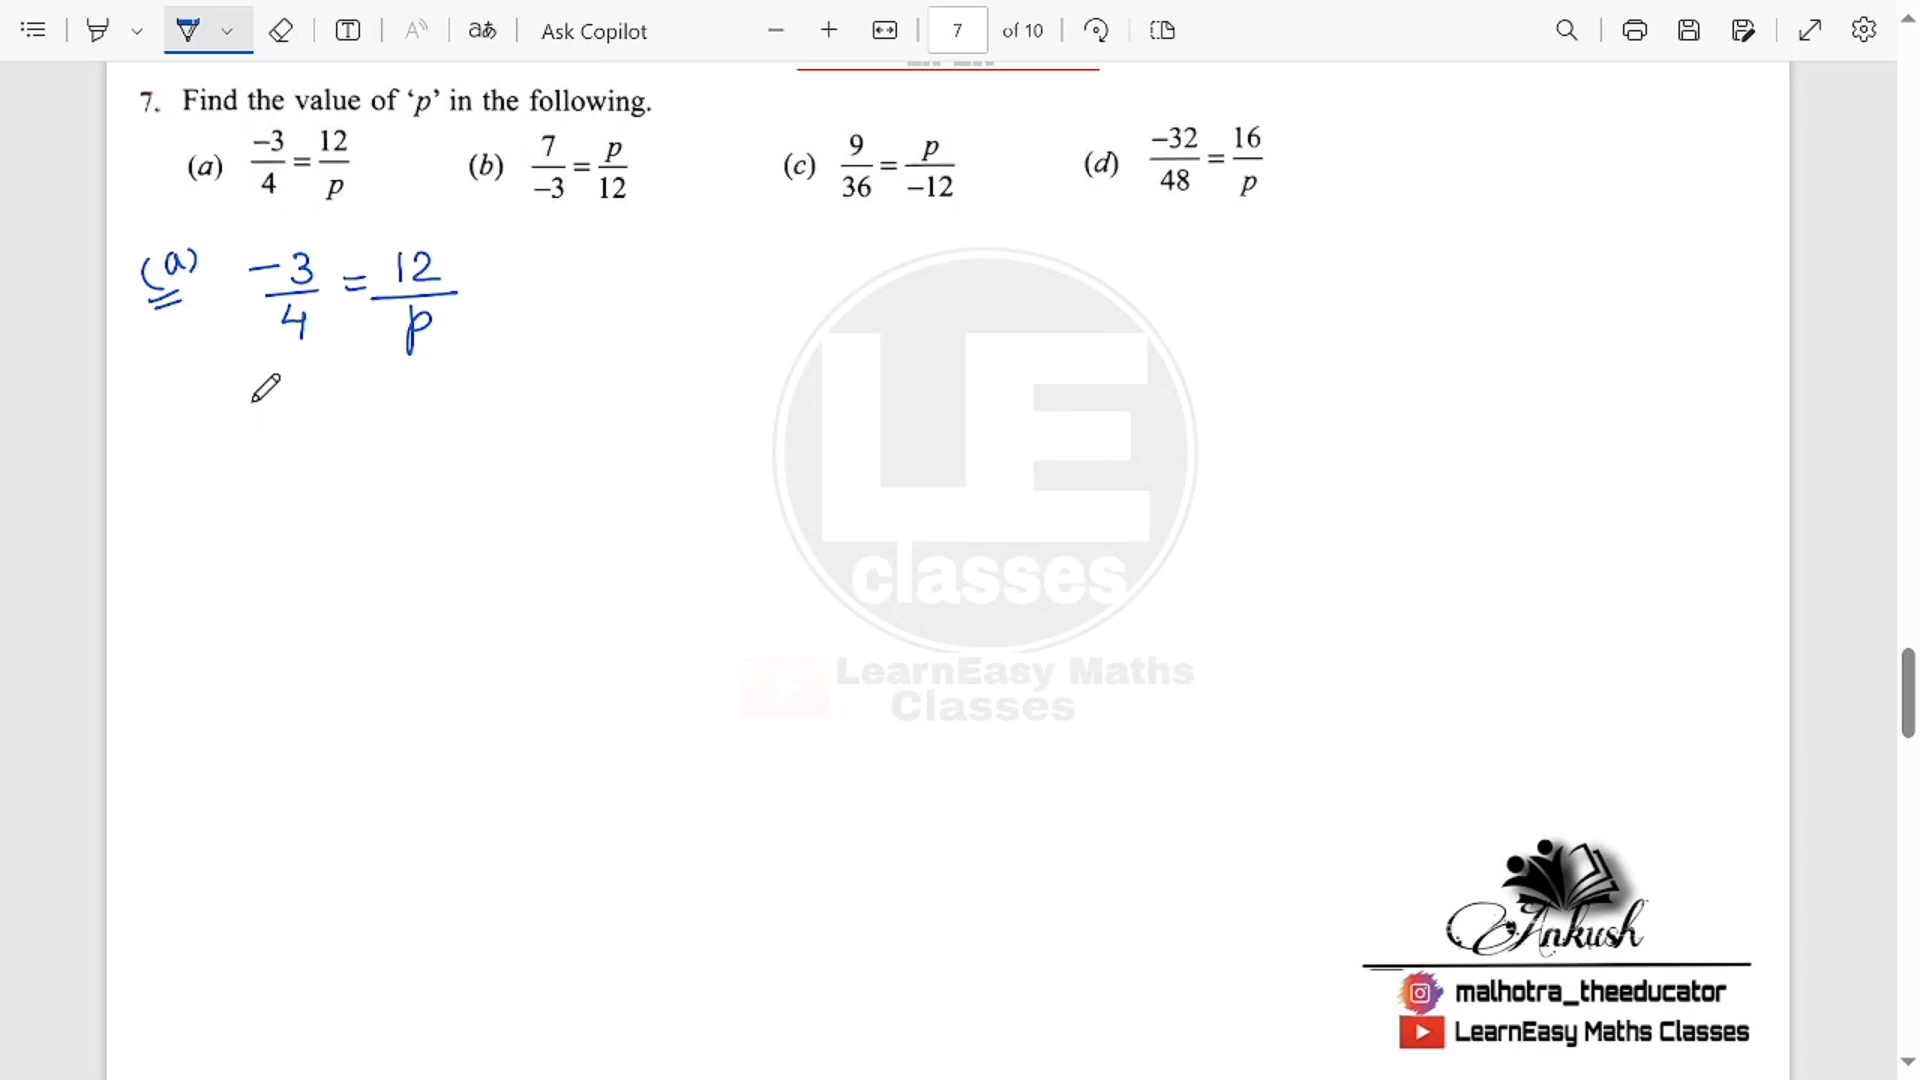 Ask Copilot 7 of 10
7. Find the value of ‘p’ in the following.
(a) -3/4 = 12/p (b) 7/-3 = p/12 (c) 9/36 = p/-12 (d) -32/48 = 16/p
(a) -3/4 = 12/p
LE
classes
LearnEasy Maths
Classes
Ankush
malhotra_theeducator
LearnEasy Maths Classes